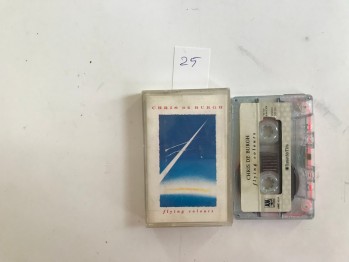 25
CHRIS DE BURGH
flying colours
CHRIS DE BURGH
flying colours
A&M